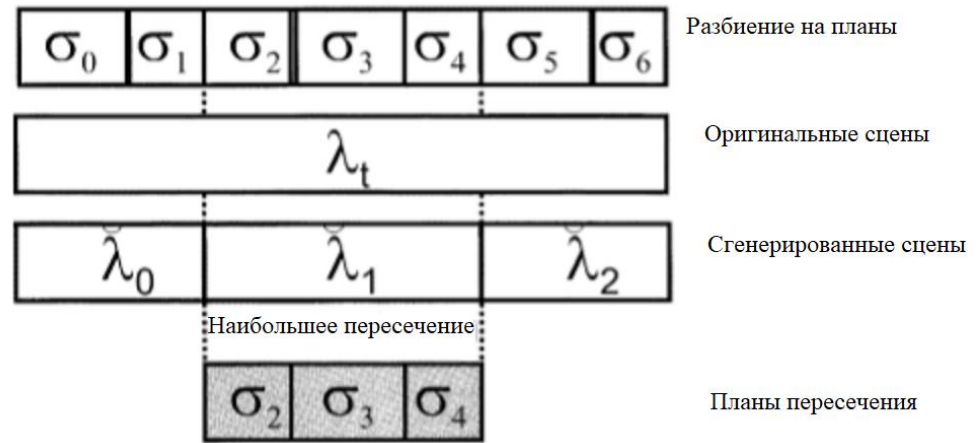 σ₀ σ₁ σ₂ σ₃ σ₄ σ₅ σ₆ Разбиение на планы
λₜ Оригинальные сцены
λ̆₀ λ̆₁ λ̆₂ Сгенерированные сцены
Наибольшее пересечение
σ₂ σ₃ σ₄ Планы пересечения